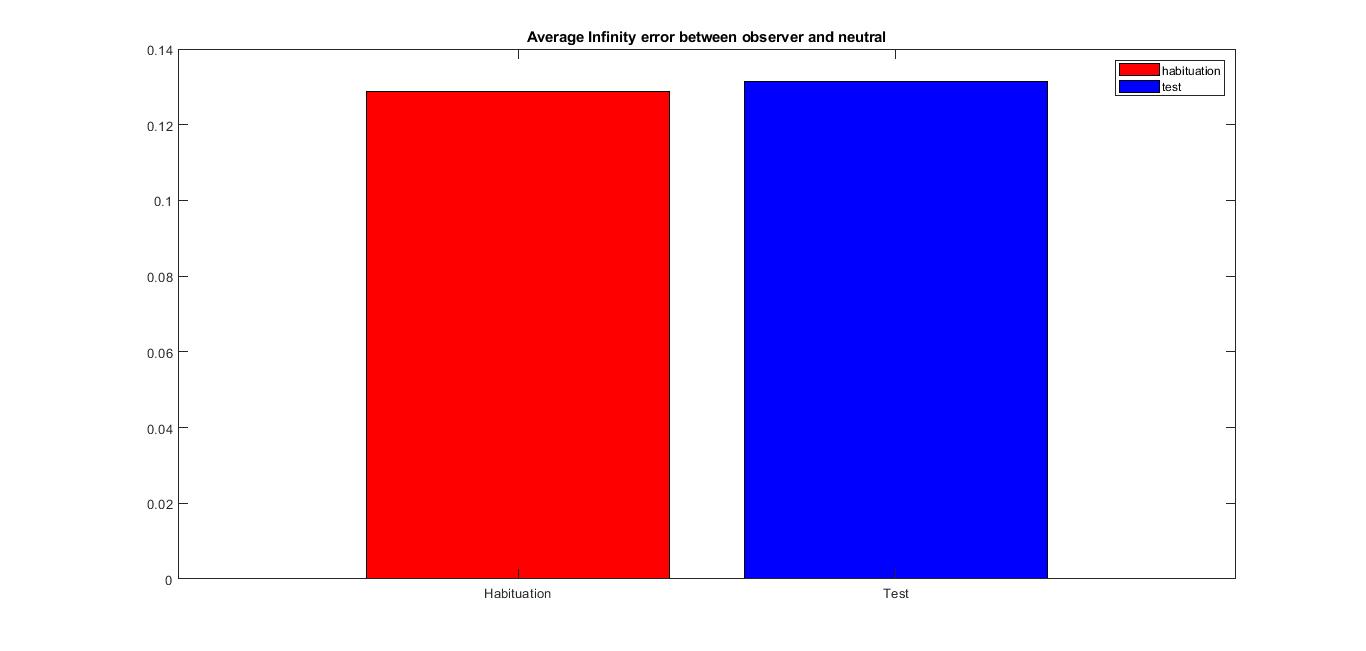 Average Infinity error between observer and neutral
0.14
0.12
0.1
0.08
0.06
0.04
0.02
0
habituation
test
Habituation
Test